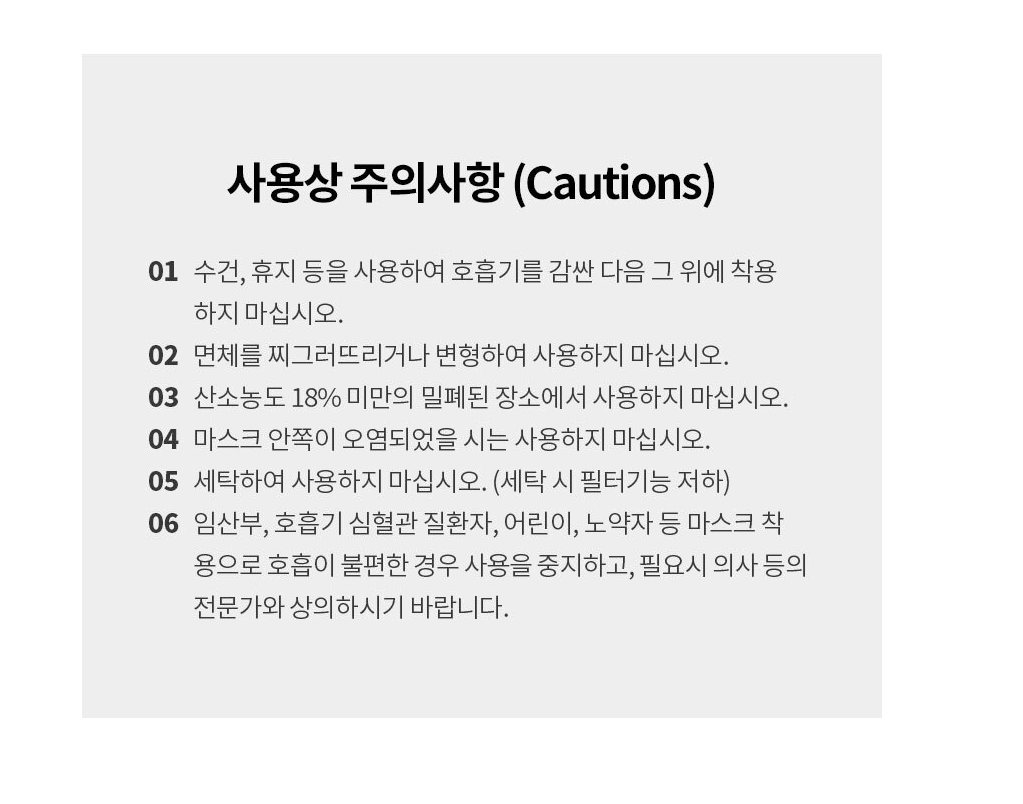 사용상 주의사항 (Cautions)
01 수건, 휴지 등을 사용하여 호흡기를 감싼 다음 그 위에 착용
하지 마십시오.
02 면체를 찌그러뜨리거나 변형하여 사용하지 마십시오.
03 산소농도 18% 미만의 밀폐된 장소에서 사용하지 마십시오.
04 마스크 안쪽이 오염되었을 시는 사용하지 마십시오.
05 세탁하여 사용하지 마십시오. (세탁 시 필터기능 저하)
06 임산부, 호흡기 심혈관 질환자, 어린이, 노약자 등 마스크 착
용으로 호흡이 불편한 경우 사용을 중지하고, 필요시 의사 등의
전문가와 상의하시기 바랍니다.